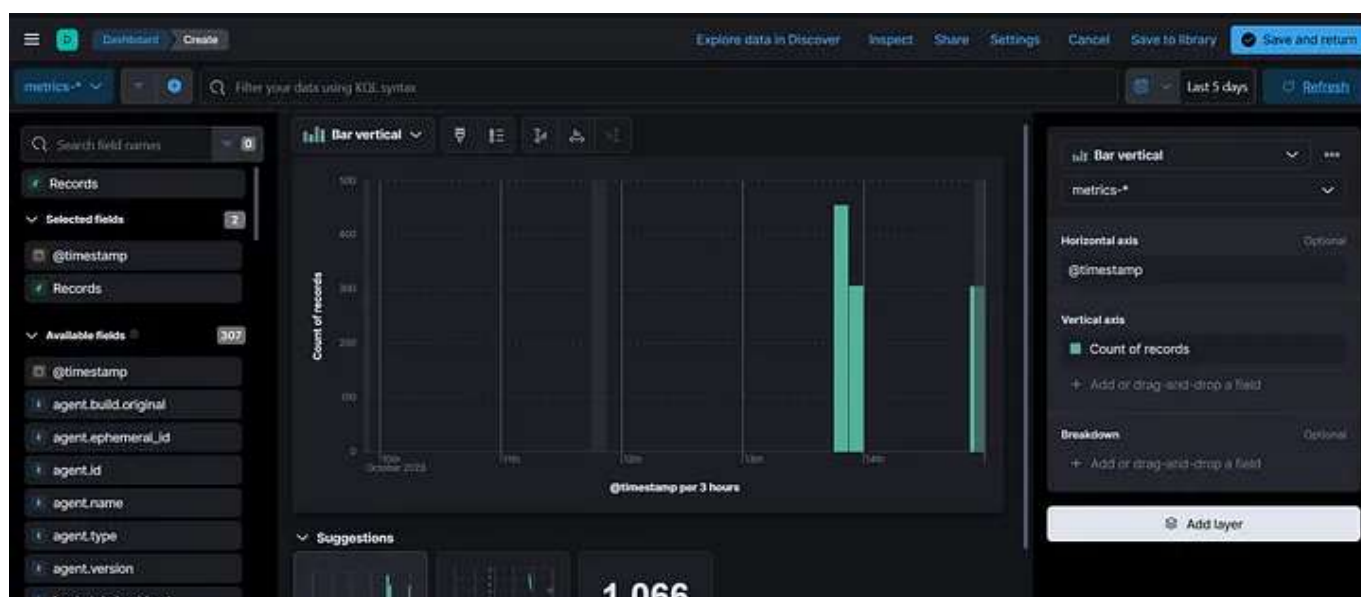 D Dashboard Create Explore data in Discover Inspect Share Settings Cancel Save to library Save and return
metrics-* Filter your data using KQL syntax Last 5 days Refresh
Search field names 0
Records
Selected fields 2
@timestamp
Records
Available fields 307
@timestamp
agent.build.original
agent.ephemeral_id
agent.id
agent.name
agent.type
agent.version
Bar vertical
Count of records
500
400
300
200
100
0
10th 11th 12th 13th 14th
October 2023
@timestamp per 3 hours
Suggestions
1,066
Bar vertical
metrics-*
Horizontal axis Optional
@timestamp
Vertical axis
Count of records
+ Add or drag-and-drop a field
Breakdown Optional
+ Add or drag-and-drop a field
Add layer